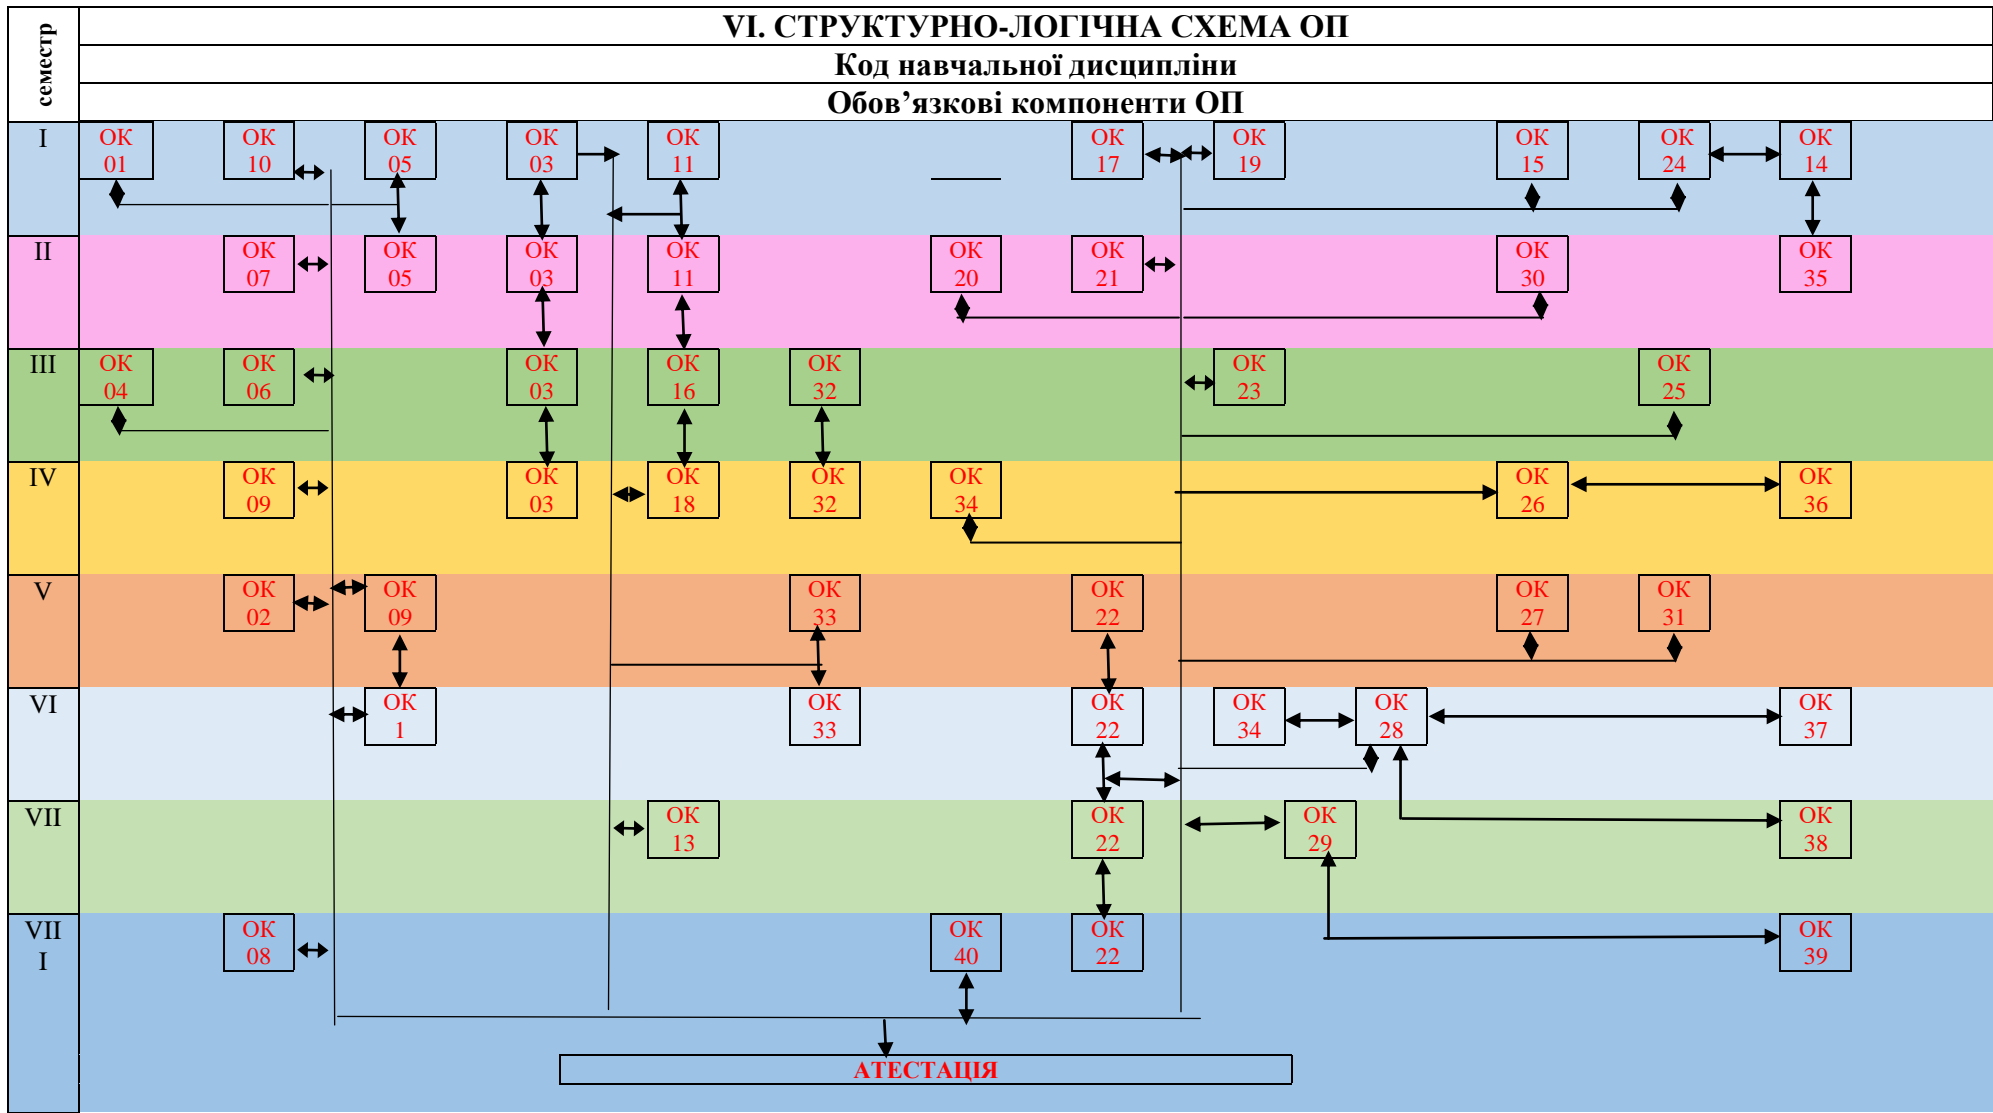 семестр
VI. СТРУКТУРНО-ЛОГІЧНА СХЕМА ОП
Код навчальної дисципліни
Обов’язкові компоненти ОП
I
ОК 01
ОК 10
ОК 05
ОК 03
ОК 11
ОК 17
ОК 19
ОК 15
ОК 24
ОК 14
II
ОК 07
ОК 05
ОК 03
ОК 11
ОК 20
ОК 21
ОК 30
ОК 35
III
ОК 04
ОК 06
ОК 03
ОК 16
ОК 32
ОК 23
ОК 25
IV
ОК 09
ОК 03
ОК 18
ОК 32
ОК 34
ОК 26
ОК 36
V
ОК 02
ОК 09
ОК 33
ОК 22
ОК 27
ОК 31
VI
ОК 1
ОК 33
ОК 22
ОК 34
ОК 28
ОК 37
VII
ОК 13
ОК 22
ОК 29
ОК 38
VII
I
ОК 08
ОК 40
ОК 22
ОК 39
АТЕСТАЦІЯ